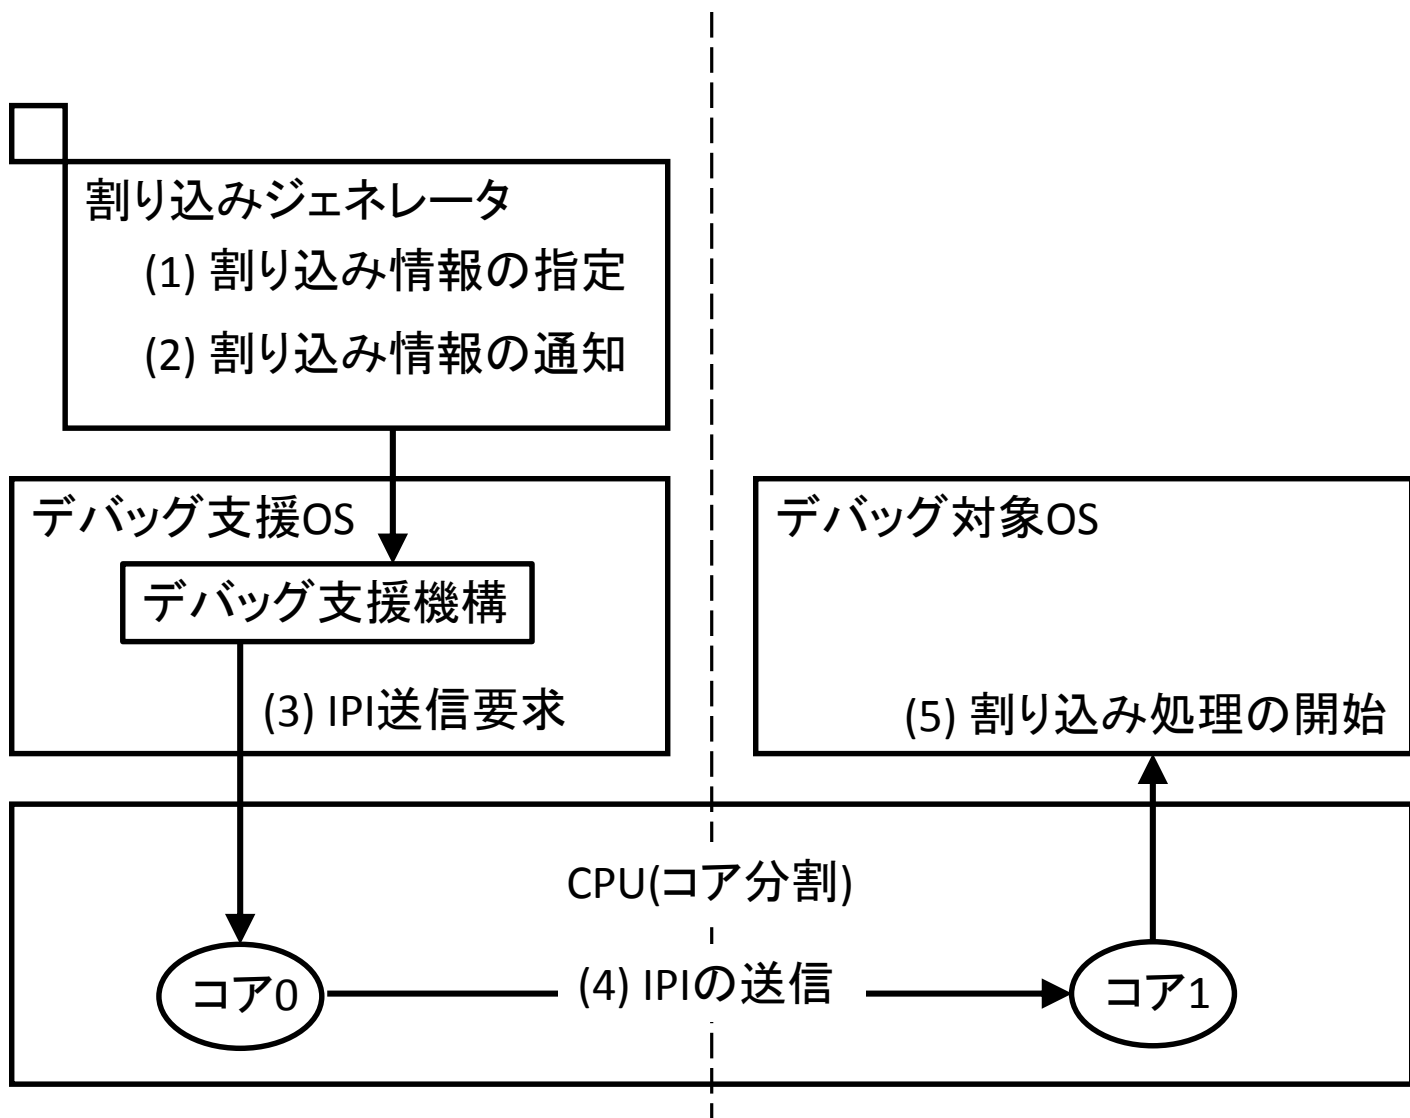 割り込みジェネレータ
(1) 割り込み情報の指定
(2) 割り込み情報の通知
デバッグ支援OS
デバッグ支援機構
(3) IPI送信要求
デバッグ対象OS
(5) 割り込み処理の開始
CPU(コア分割)
コア0
(4) IPIの送信
コア1